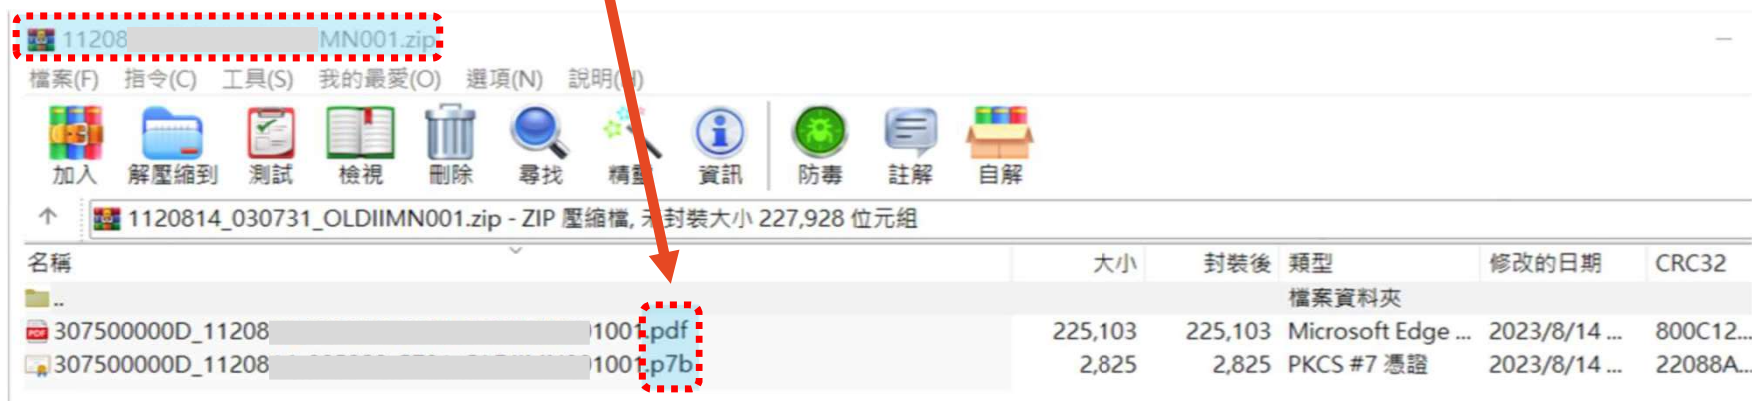 11208 MN001.zip
檔案(F) 指令(C) 工具(S) 我的最愛(O) 選項(N) 說明(H)
加入 解壓縮到 測試 檢視 刪除 尋找 精靈 資訊 防毒 註解 自解
1120814_030731_OLDIIMN001.zip - ZIP 壓縮檔, 未封裝大小 227,928 位元組
名稱 大小 封裝後 類型 修改的日期 CRC32
.. 檔案資料夾
307500000D_11208 1001.pdf 225,103 225,103 Microsoft Edge ... 2023/8/14 ... 800C12...
307500000D_11208 1001.p7b 2,825 2,825 PKCS #7 憑證 2023/8/14 ... 22088A...